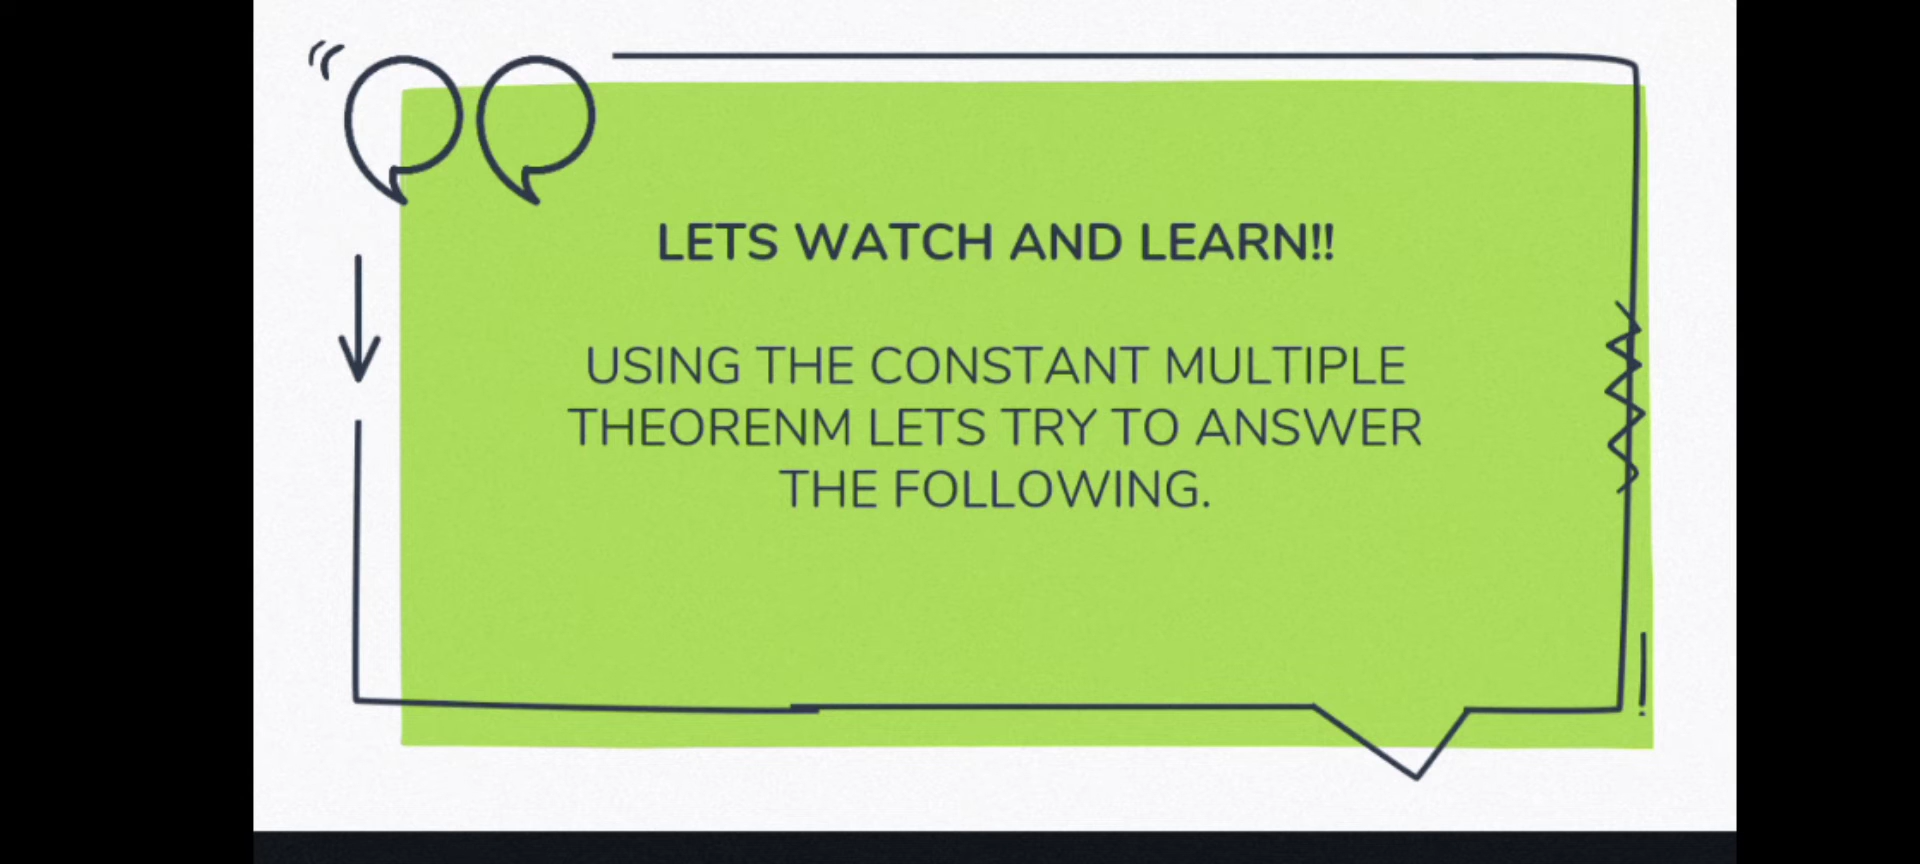 LETS WATCH AND LEARN!!
USING THE CONSTANT MULTIPLE
THEORENM LETS TRY TO ANSWER
THE FOLLOWING.